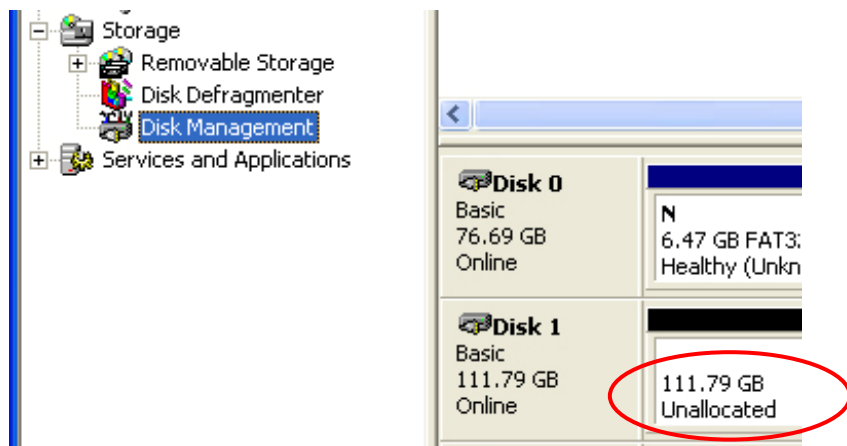 Storage
Removable Storage
Disk Defragmenter
Disk Management
Services and Applications
Disk 0
Basic
76.69 GB
Online
N
6.47 GB FAT3
Healthy (Unkn
Disk 1
Basic
111.79 GB
Online
111.79 GB
Unallocated